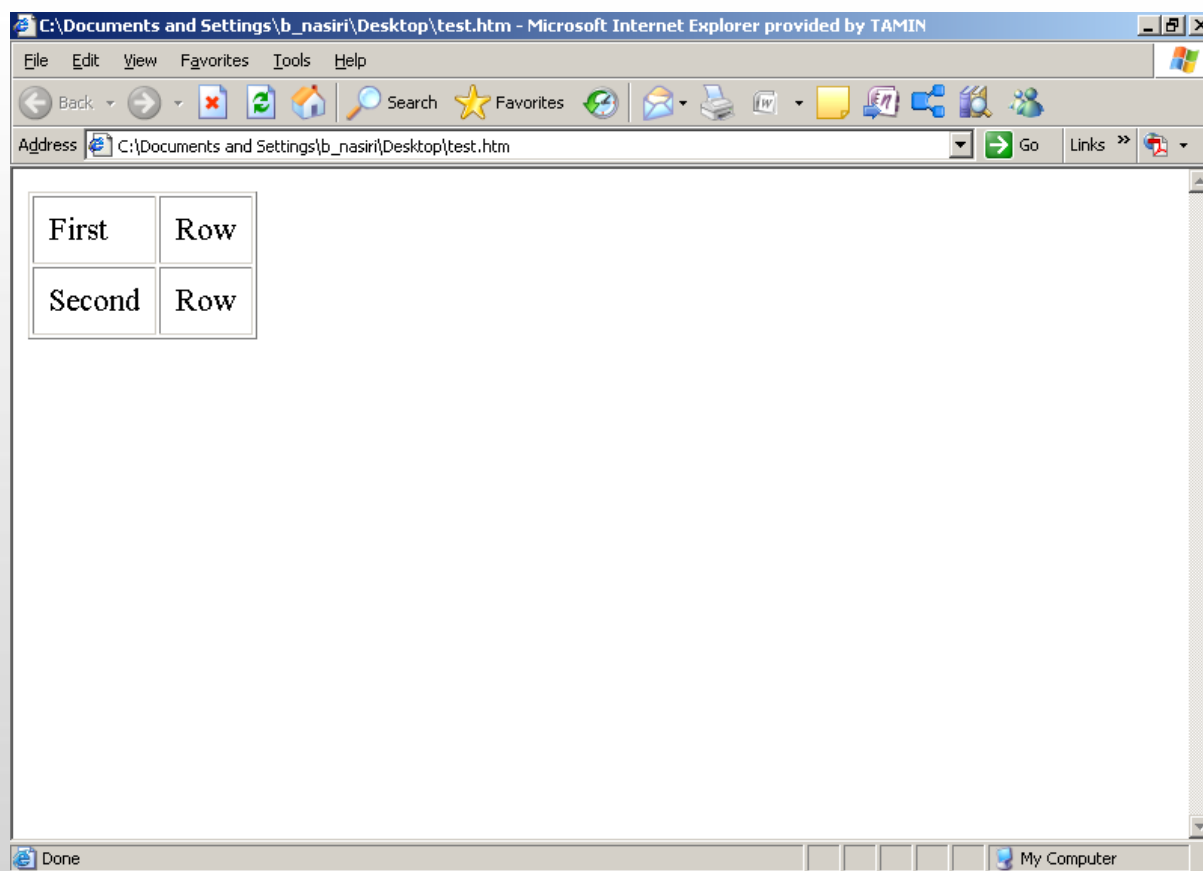 C:\Documents and Settings\b_nasiri\Desktop\test.htm - Microsoft Internet Explorer provided by TAMIN
File Edit View Favorites Tools Help
Back Search Favorites
Address C:\Documents and Settings\b_nasiri\Desktop\test.htm Go Links »
First Row
Second Row
Done My Computer